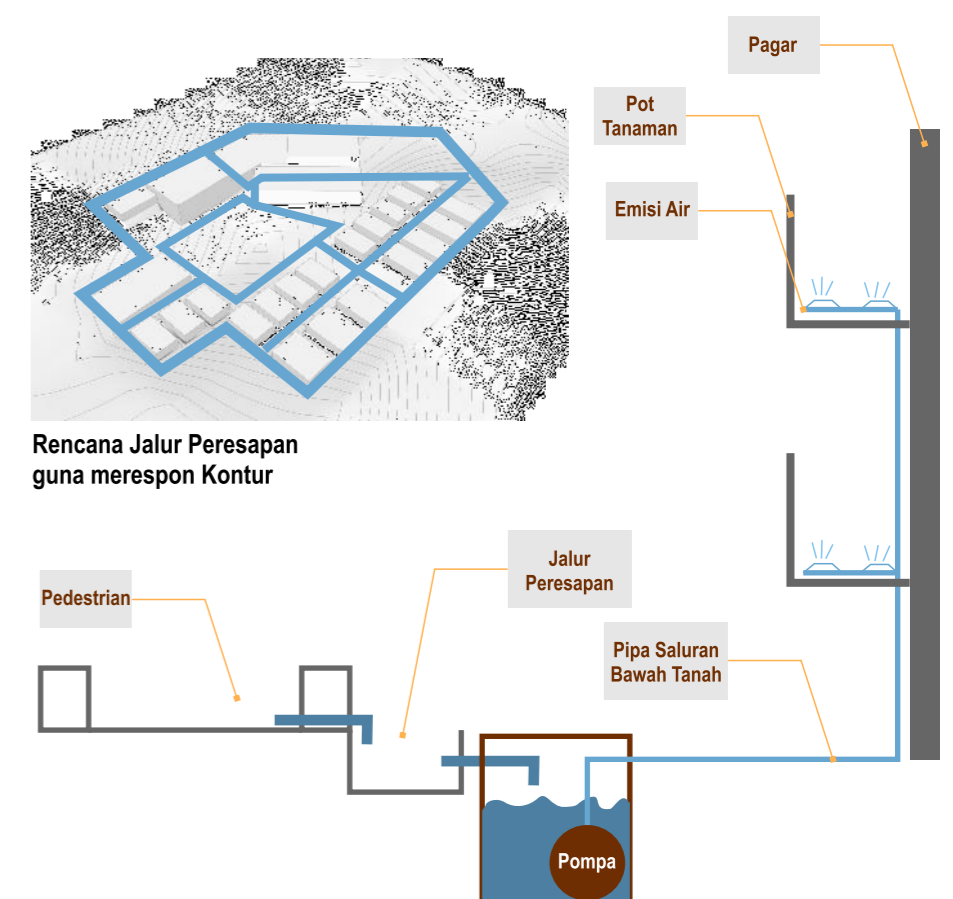 Pagar
Pot
Tanaman
Emisi Air
Rencana Jalur Peresapan
guna merespon Kontur
Jalur
Peresapan
Pedestrian
Pipa Saluran
Bawah Tanah
Pompa